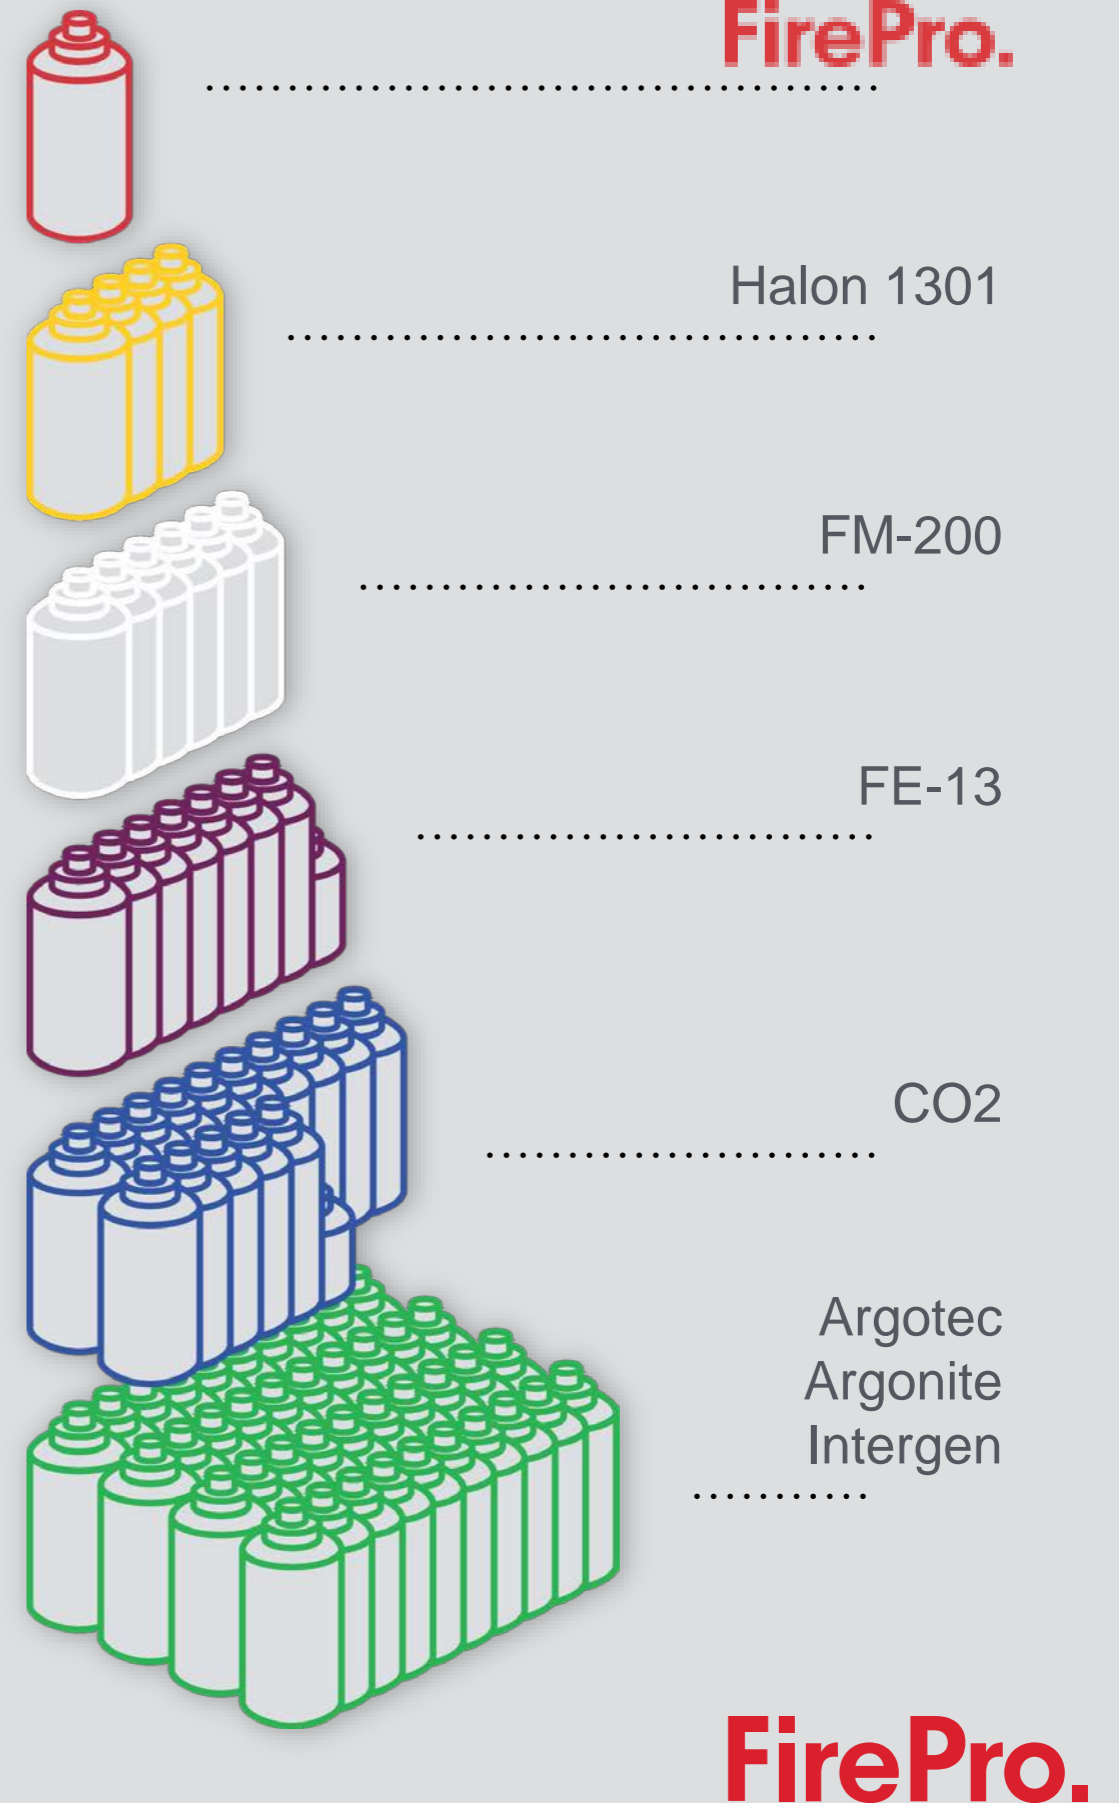 FirePro.
Halon 1301
FM-200
FE-13
CO2
Argotec
Argonite
Intergen
FirePro.